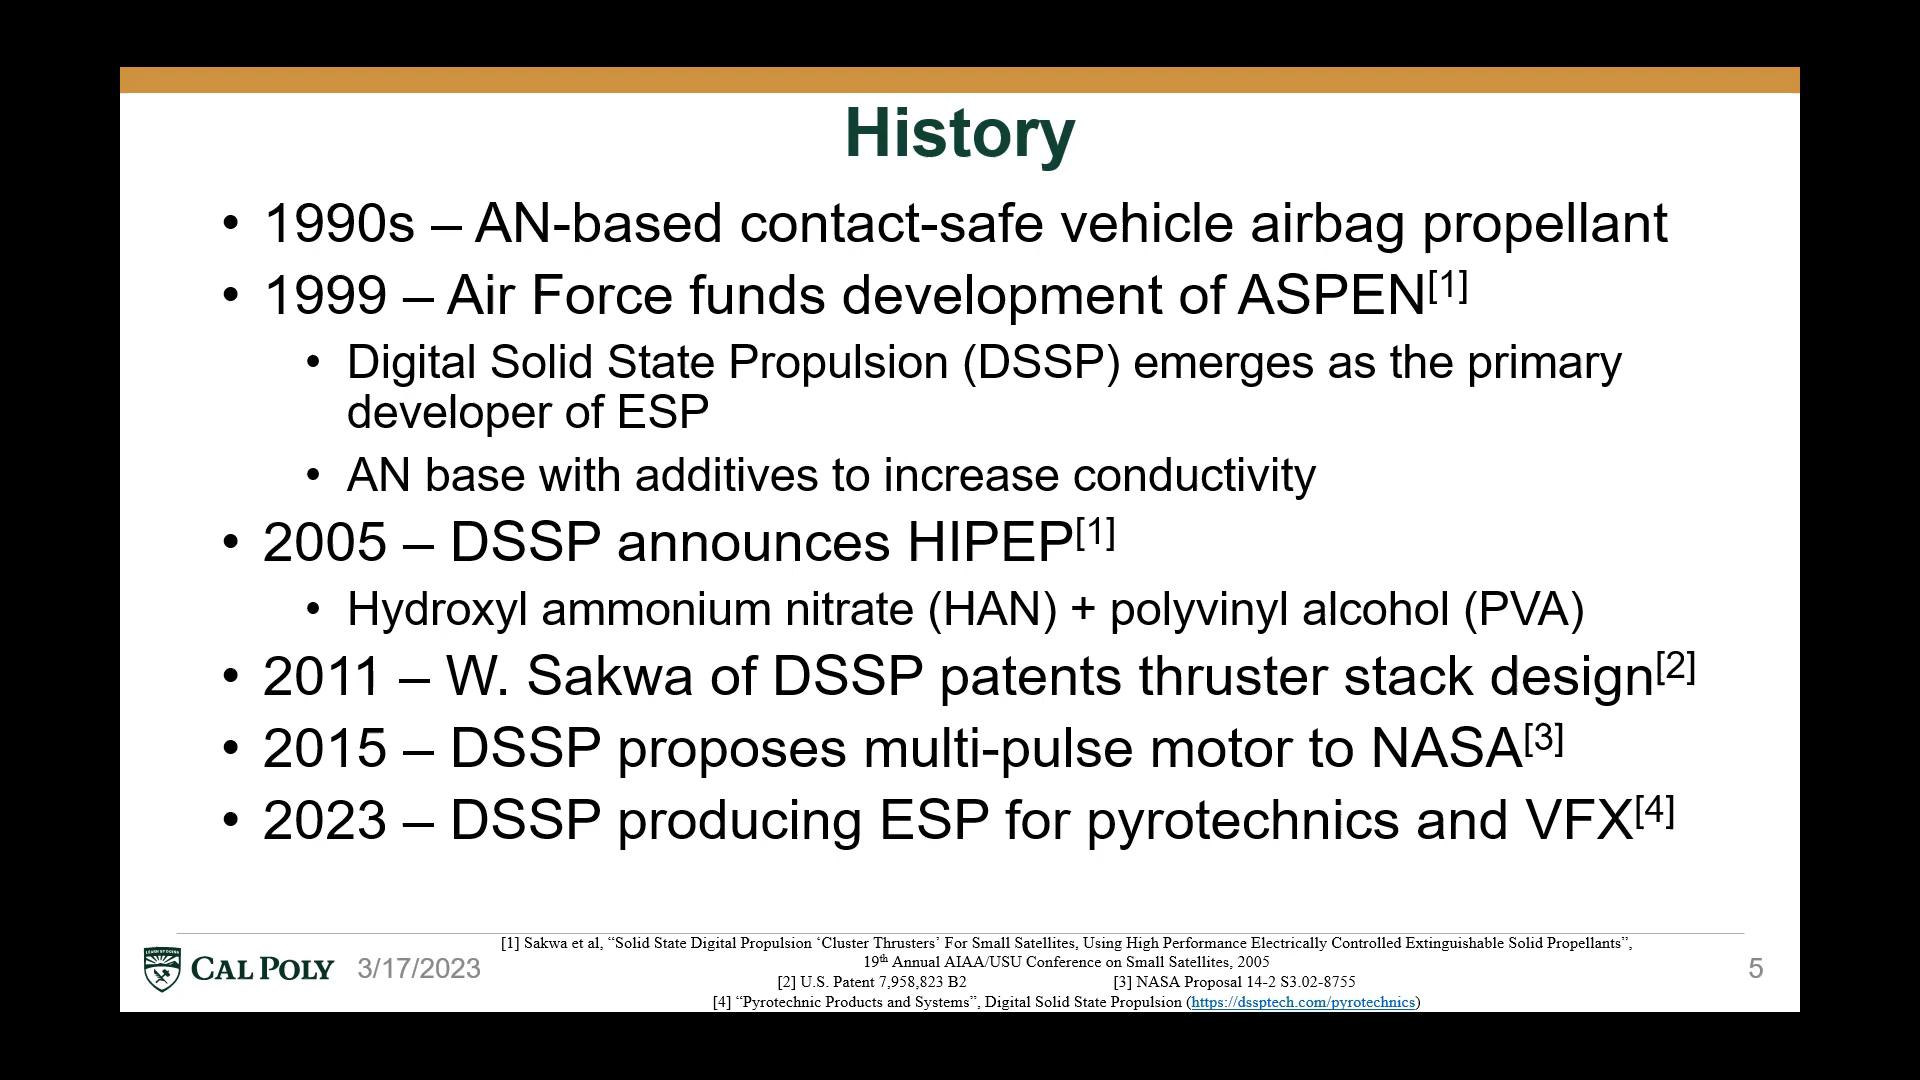 History
• 1990s – AN-based contact-safe vehicle airbag propellant
• 1999 – Air Force funds development of ASPEN[1]
• Digital Solid State Propulsion (DSSP) emerges as the primary
developer of ESP
• AN base with additives to increase conductivity
• 2005 – DSSP announces HIPEP[1]
• Hydroxyl ammonium nitrate (HAN) + polyvinyl alcohol (PVA)
• 2011 – W. Sakwa of DSSP patents thruster stack design[2]
• 2015 – DSSP proposes multi-pulse motor to NASA[3]
• 2023 – DSSP producing ESP for pyrotechnics and VFX[4]
[1] Sakwa et al, “Solid State Digital Propulsion ‘Cluster Thrusters’ For Small Satellites, Using High Performance Electrically Controlled Extinguishable Solid Propellants”,
19th Annual AIAA/USU Conference on Small Satellites, 2005
[2] U.S. Patent 7,958,823 B2 [3] NASA Proposal 14-2 S3.02-8755
[4] “Pyrotechnic Products and Systems”, Digital Solid State Propulsion (https://dssptech.com/pyrotechnics)
CAL POLY
3/17/2023
5